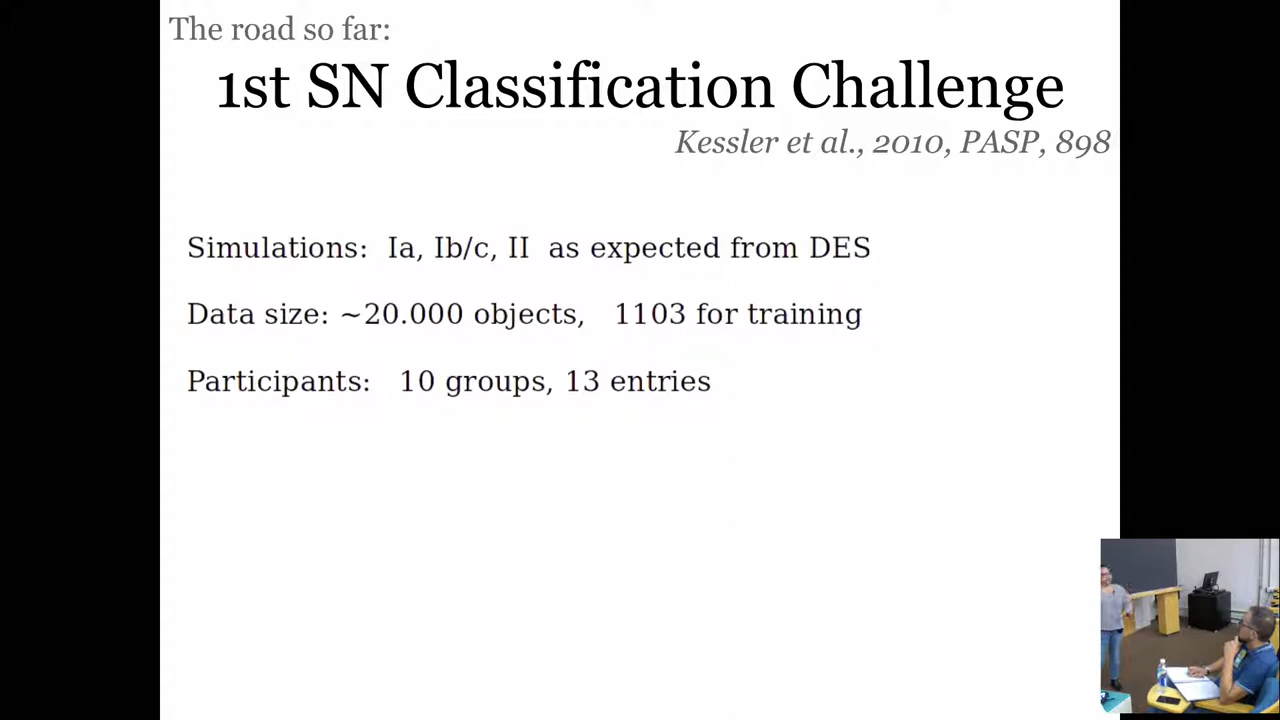 The road so far:
1st SN Classification Challenge
Kessler et al., 2010, PASP, 898
Simulations: Ia, Ib/c, II as expected from DES
Data size: ~20.000 objects, 1103 for training
Participants: 10 groups, 13 entries